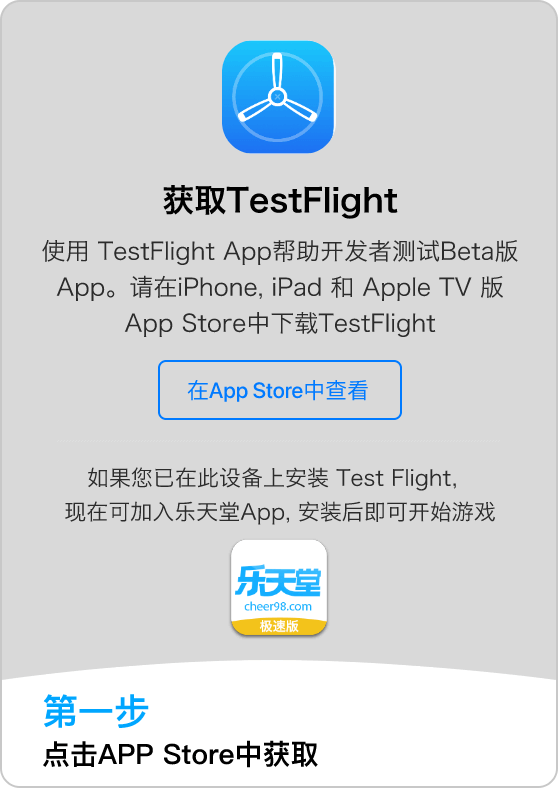 获取TestFlight
使用 TestFlight App帮助开发者测试Beta版
App。请在iPhone, iPad 和 Apple TV 版
App Store中下载TestFlight
在App Store中查看
如果您已在此设备上安装 Test Flight,
现在可加入乐天堂App, 安装后即可开始游戏
乐天堂
cheer98.com
极速版
第一步
点击APP Store中获取